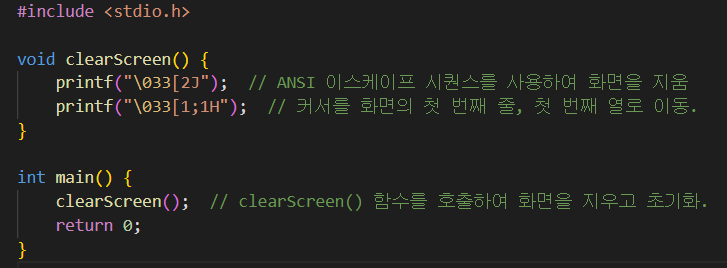 #include <stdio.h>
void clearScreen() {
    printf("\033[2J");  // ANSI 이스케이프 시퀀스를 사용하여 화면을 지움
    printf("\033[1;1H");  // 커서를 화면의 첫 번째 줄, 첫 번째 열로 이동.
}
int main() {
    clearScreen();  // clearScreen() 함수를 호출하여 화면을 지우고 초기화.
    return 0;
}